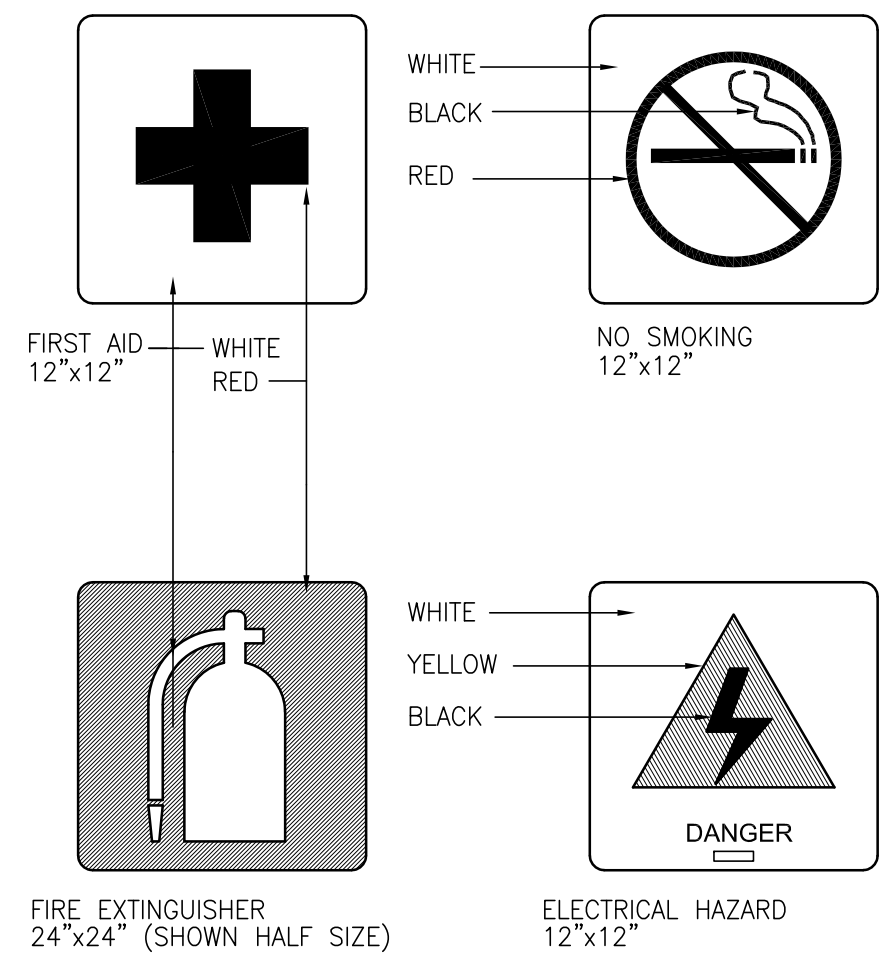 WHITE
BLACK
RED
FIRST AID
12"x12"
WHITE
RED
NO SMOKING
12"x12"
WHITE
YELLOW
BLACK
DANGER
FIRE EXTINGUISHER
24"x24" (SHOWN HALF SIZE)
ELECTRICAL HAZARD
12"x12"